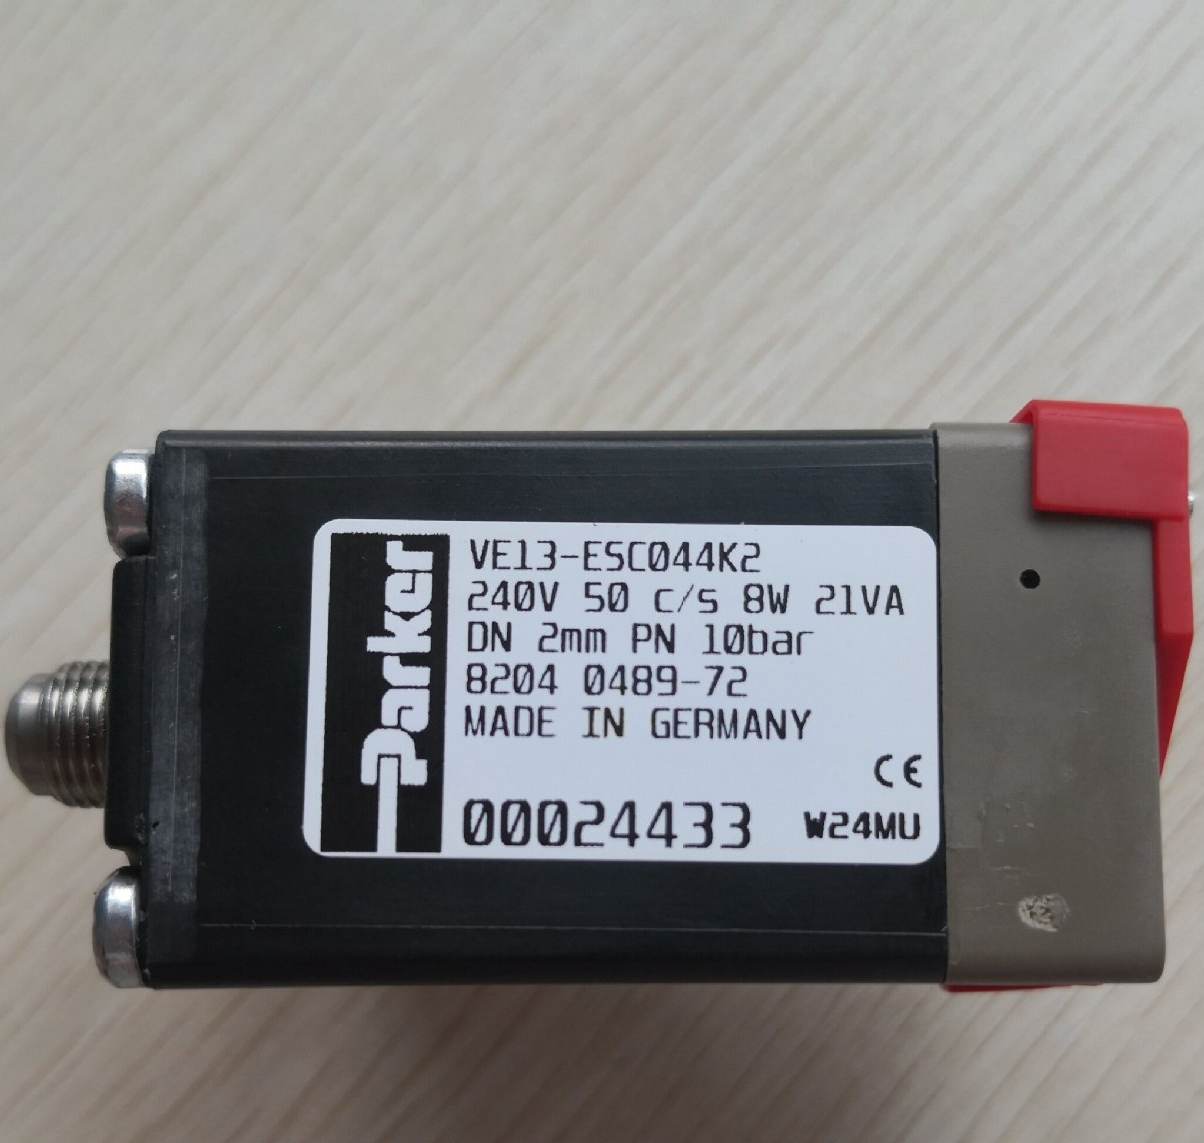 Parker
VE13-ESC044K2
240V 50 c/s 8W 21VA
DN 2mm PN 10bar
8204 0489-72
MADE IN GERMANY
CE
00024433 W24MU